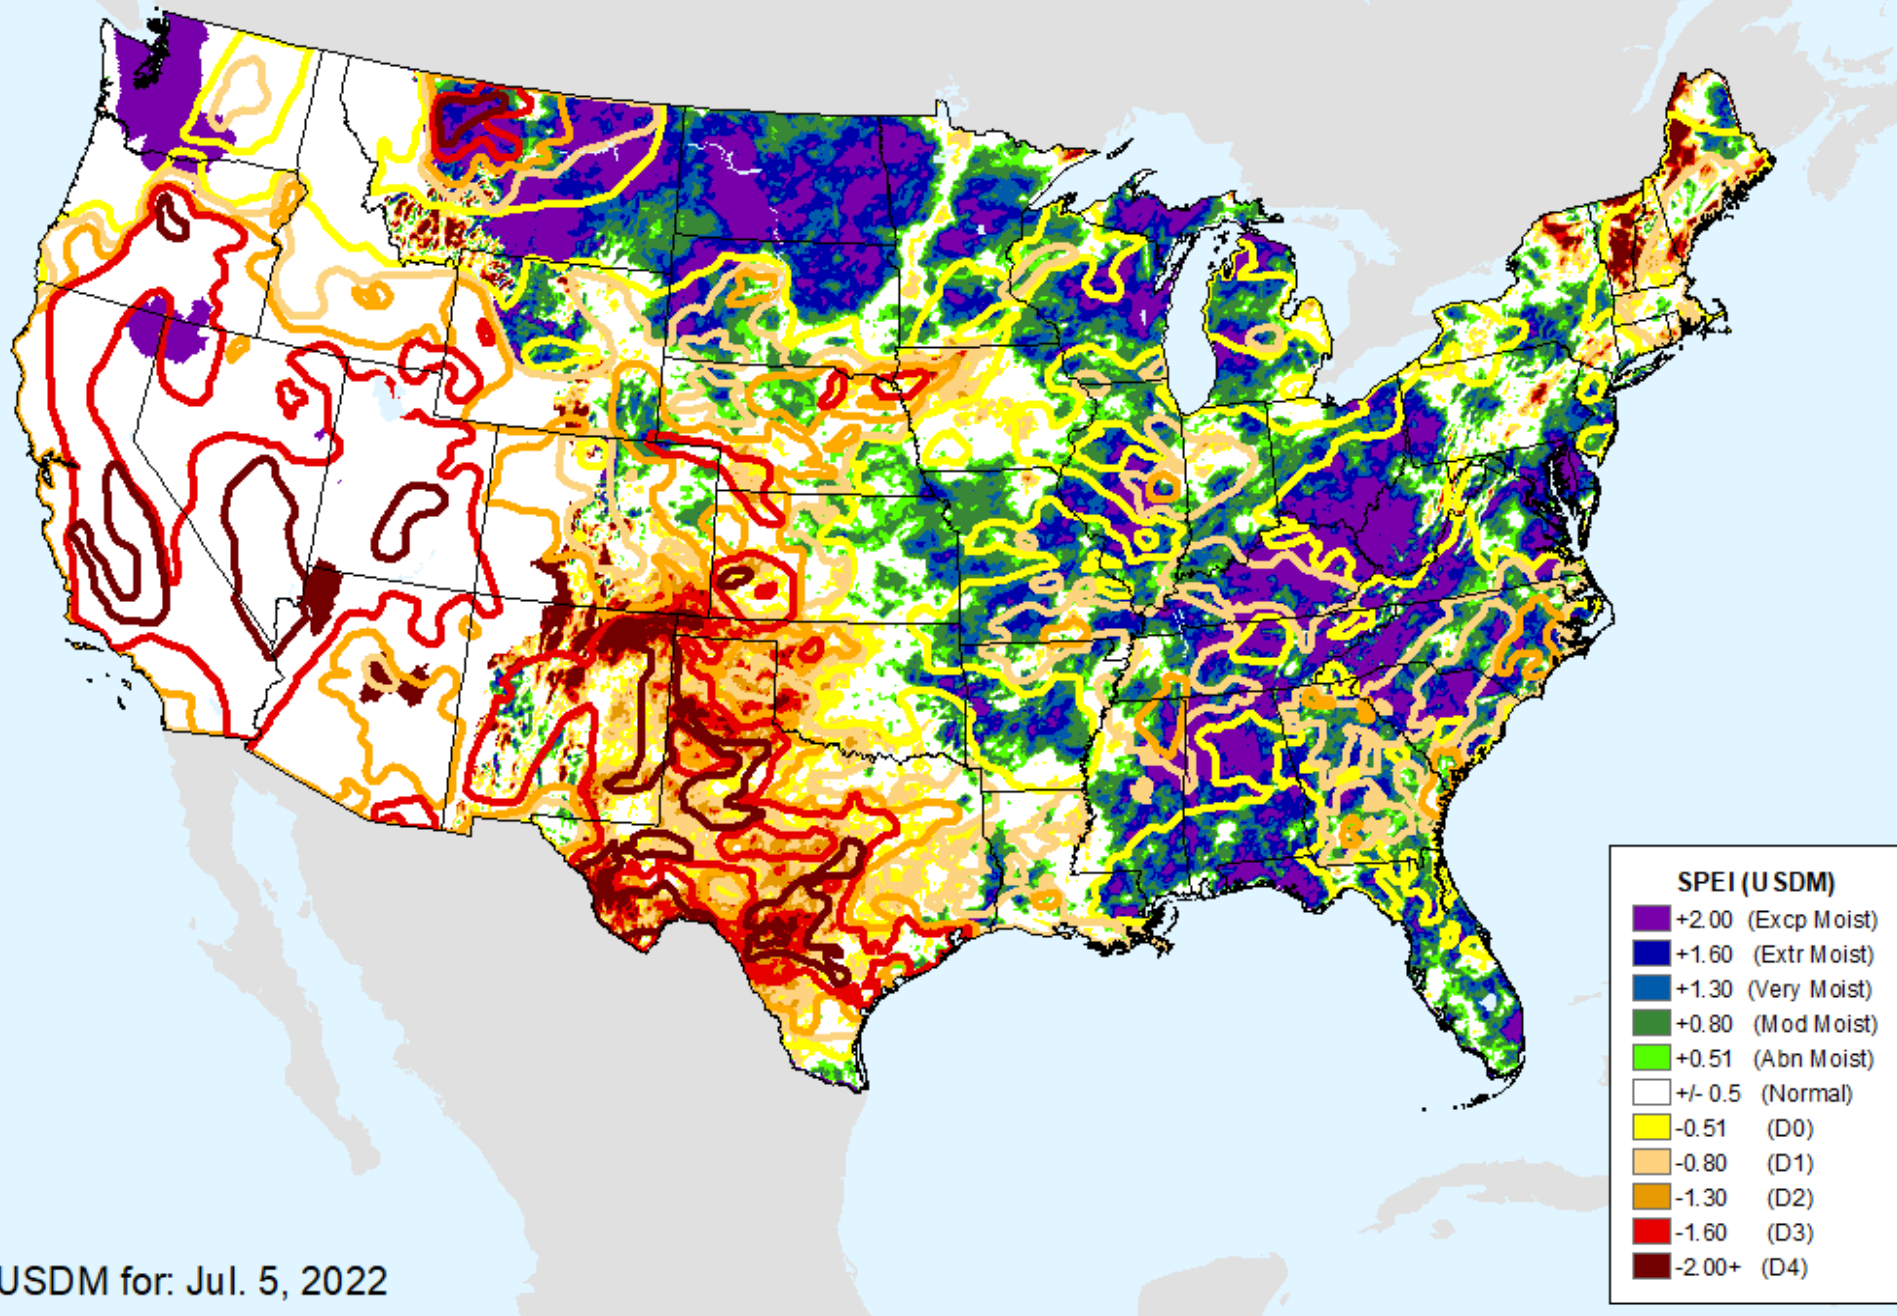 SPEI (USDM)
+2.00 (Excp Moist)
+1.60 (Extr Moist)
+1.30 (Very Moist)
+0.80 (Mod Moist)
+0.51 (Abn Moist)
+/- 0.5 (Normal)
-0.51 (D0)
-0.80 (D1)
-1.30 (D2)
-1.60 (D3)
-2.00+ (D4)
USDM for: Jul. 5, 2022